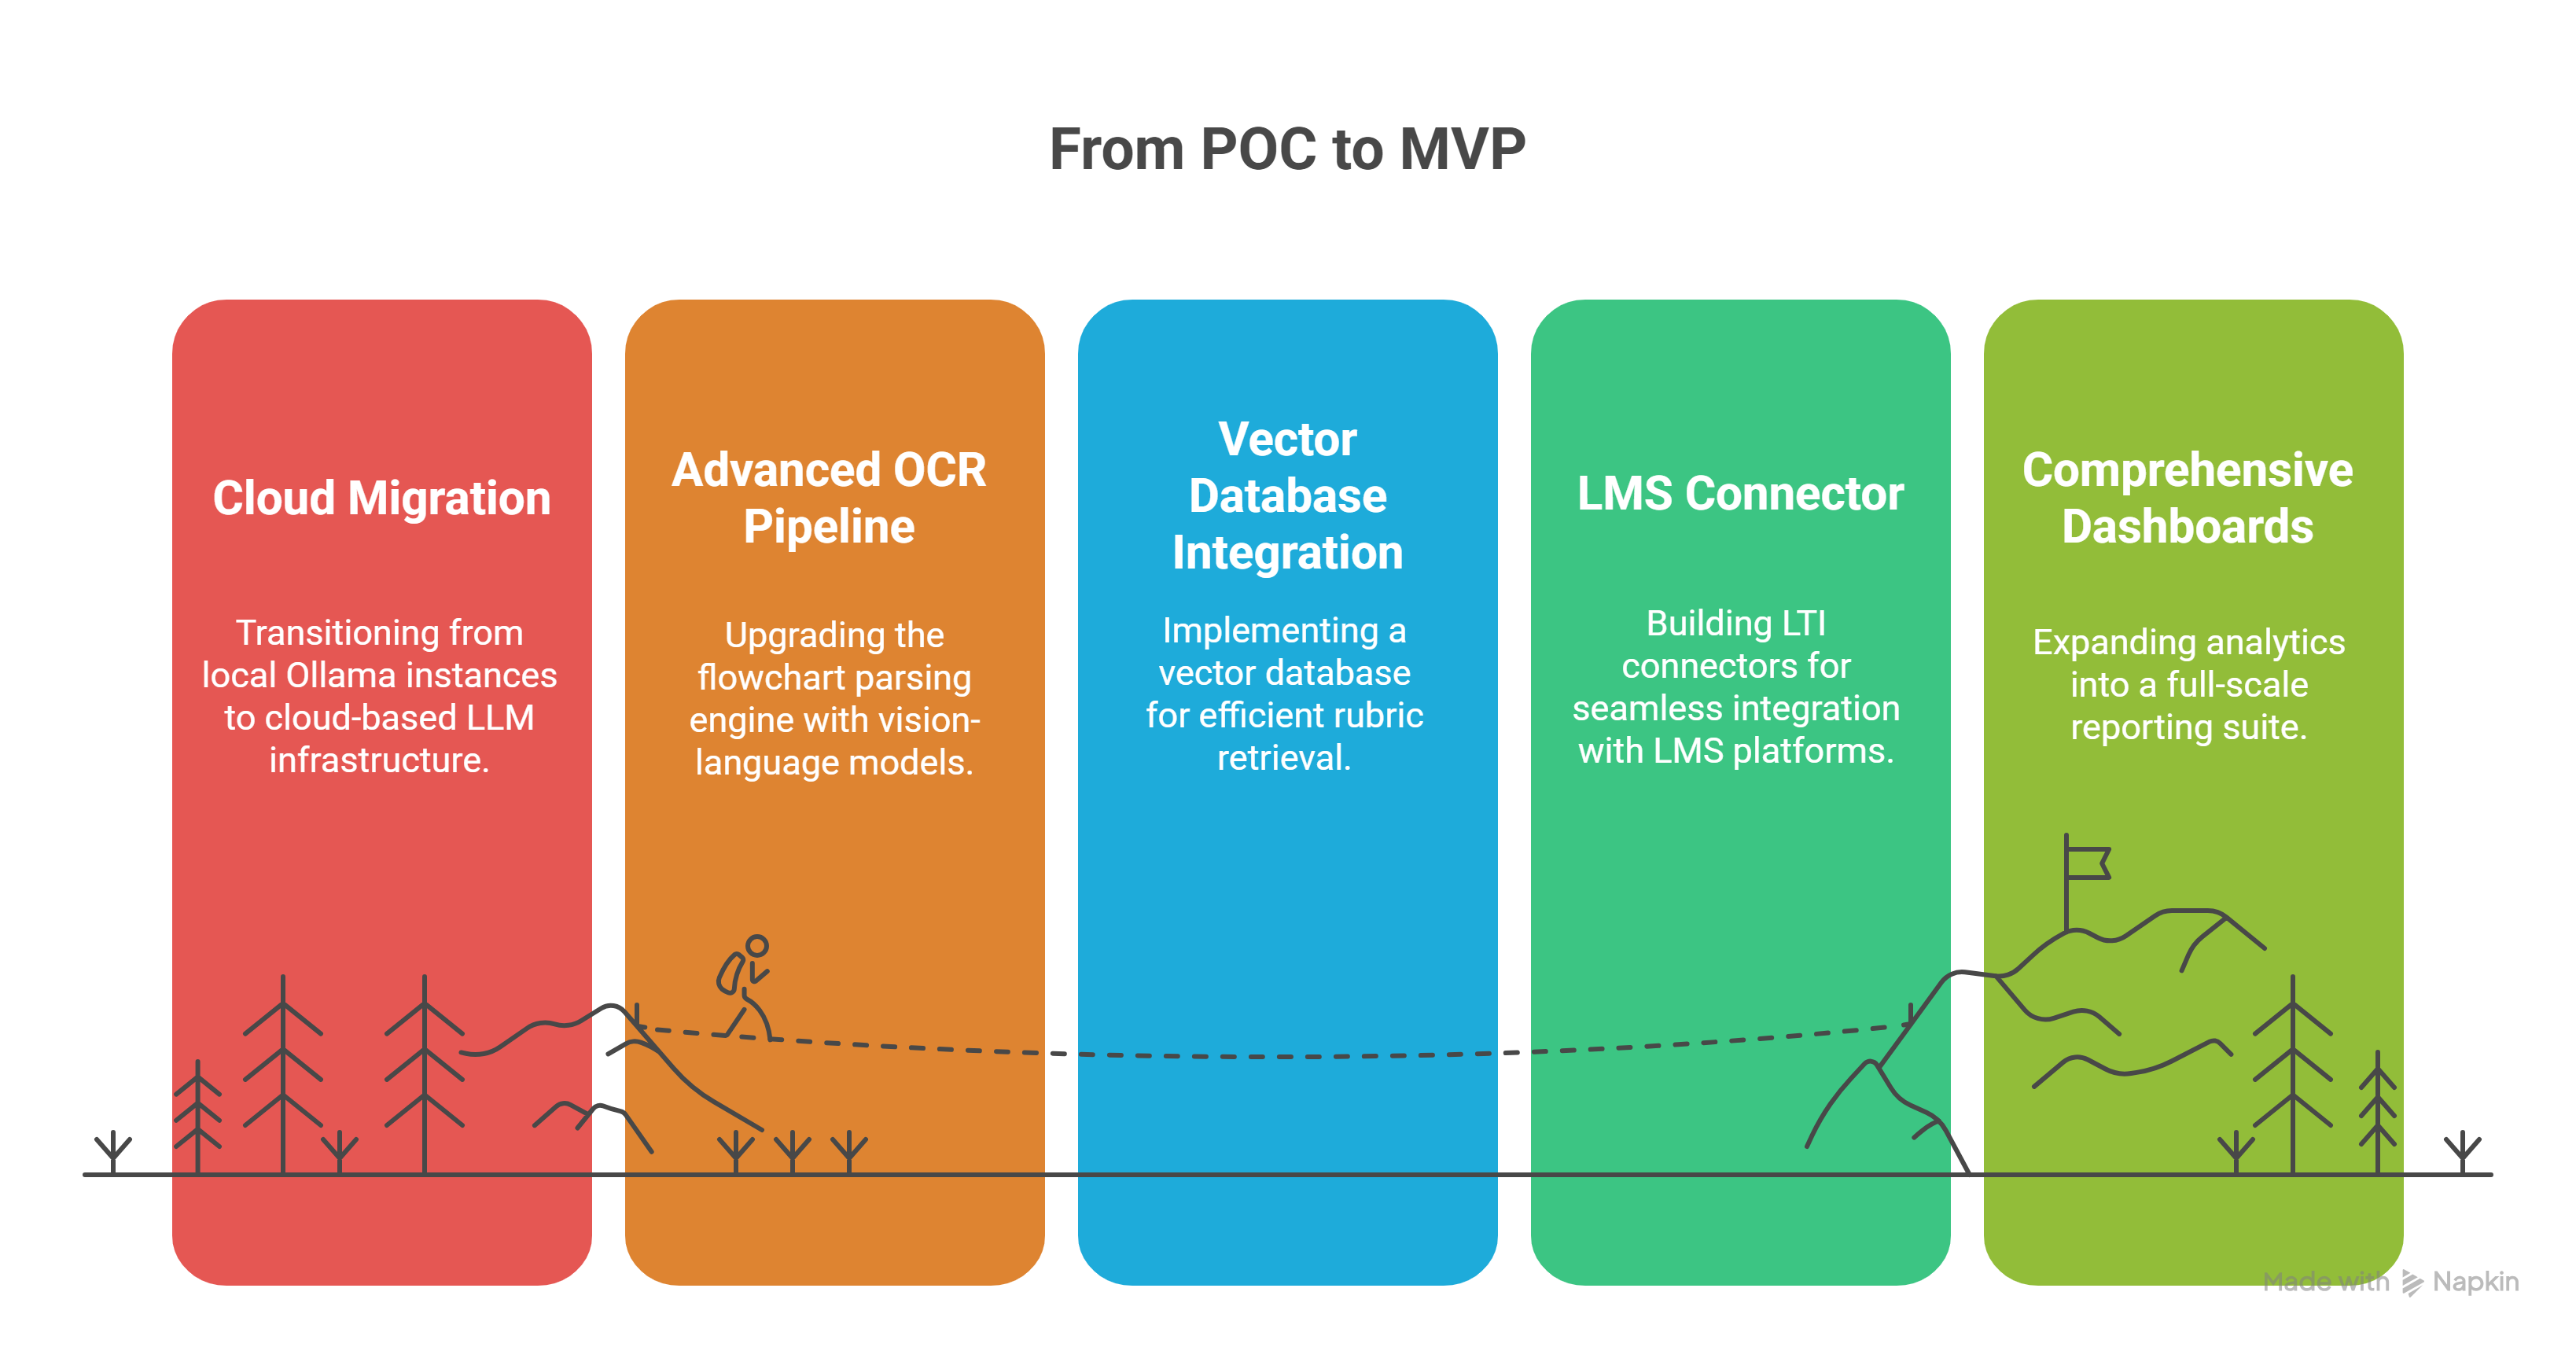 From POC to MVP
Cloud Migration
Transitioning from
local Ollama instances
to cloud-based LLM
infrastructure.
Advanced OCR
Pipeline
Upgrading the
flowchart parsing
engine with vision-
language models.
Vector
Database
Integration
Implementing a
vector database
for efficient rubric
retrieval.
LMS Connector
Building LTI
connectors for
seamless integration
with LMS platforms.
Comprehensive
Dashboards
Expanding analytics
into a full-scale
reporting suite.
Made with Napkin